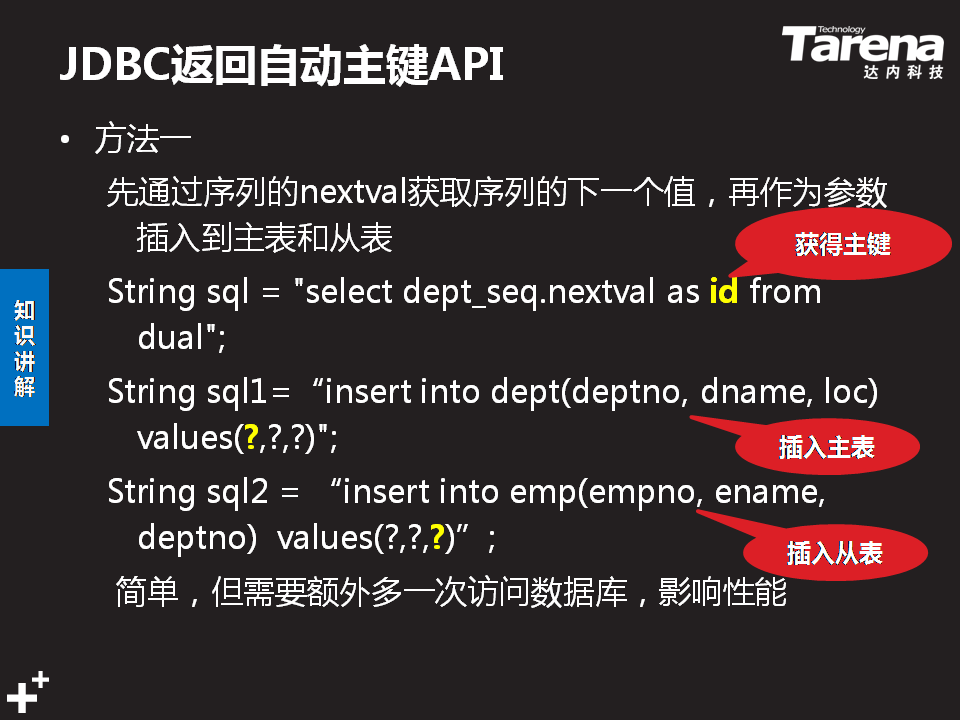 JDBC返回自动主键API
Technology
Tarena
达内科技
• 方法一
先通过序列的nextval获取序列的下一个值，再作为参数
插入到主表和从表
获得主键
String sql = "select dept_seq.nextval as id from
dual";
知识讲解
String sql1=“insert into dept(deptno, dname, loc)
values(?,?,?)";
插入主表
String sql2 = “insert into emp(empno, ename,
deptno) values(?,?,?)”;
插入从表
简单，但需要额外多一次访问数据库，影响性能